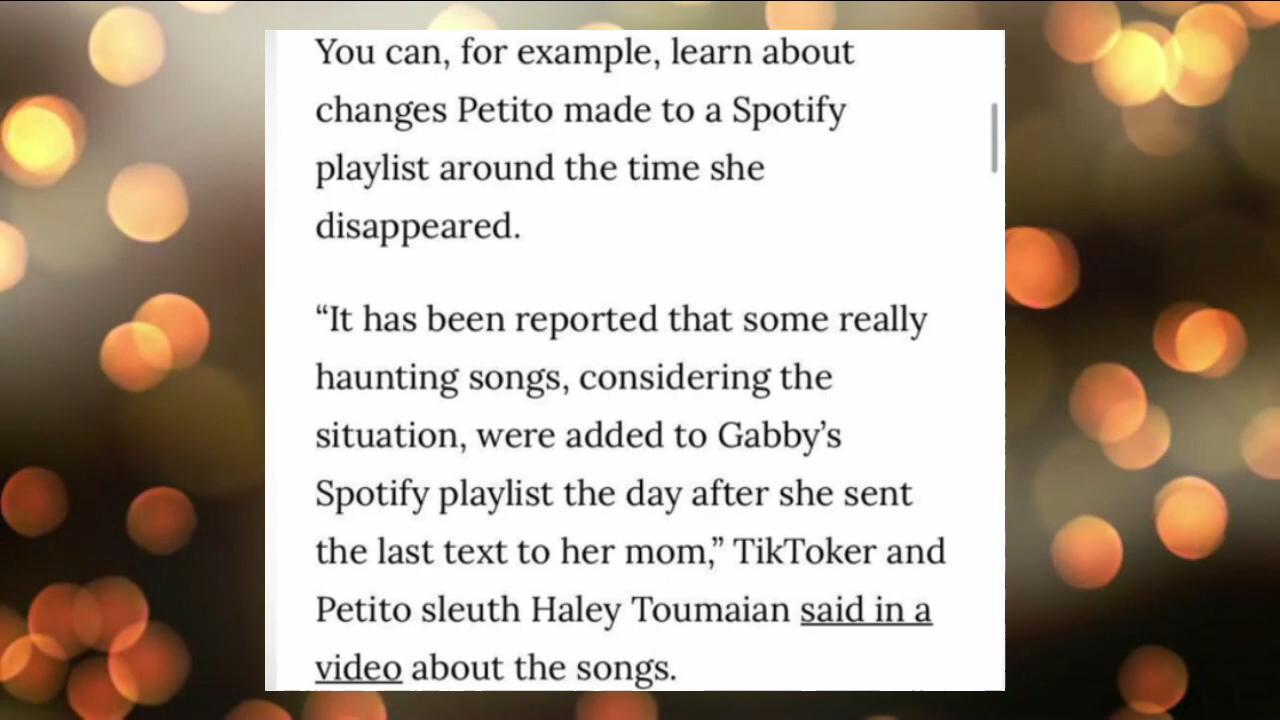 You can, for example, learn about
changes Petito made to a Spotify
playlist around the time she
disappeared.
“It has been reported that some really
haunting songs, considering the
situation, were added to Gabby’s
Spotify playlist the day after she sent
the last text to her mom,” TikToker and
Petito sleuth Haley Toumaian said in a
video about the songs.